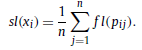 sl(x_i) = \frac{1}{n} \sum_{j=1}^{n} fl(p_{ij}).